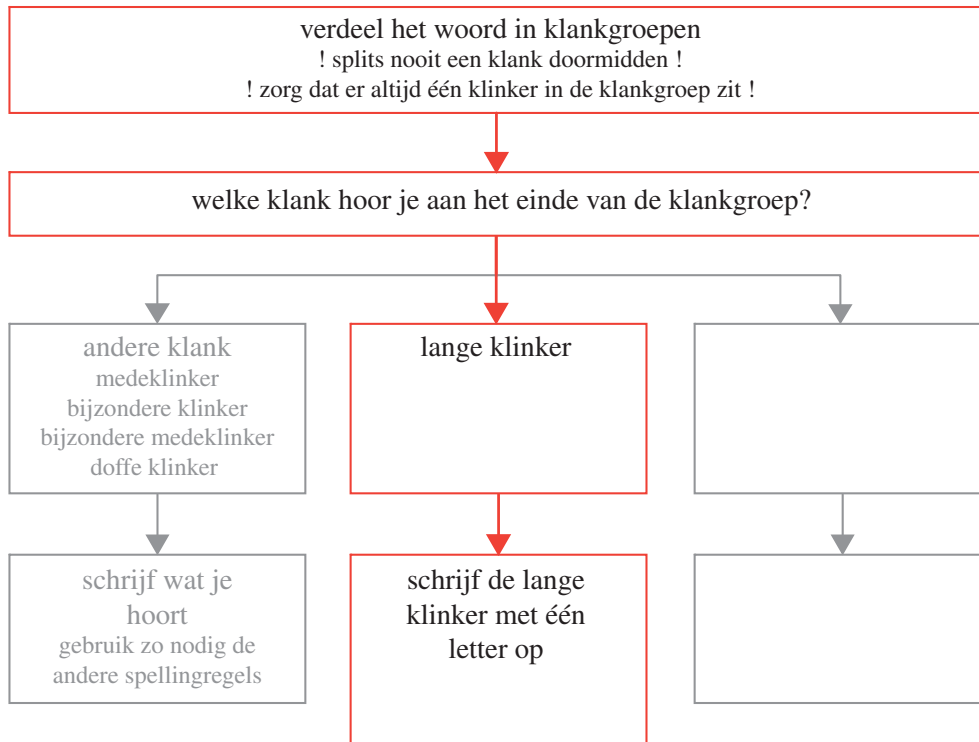 verdeel het woord in klankgroepen
! splits nooit een klank doormidden !
! zorg dat er altijd één klinker in de klankgroep zit !
welke klank hoor je aan het einde van de klankgroep?
andere klank
medeklinker
bijzondere klinker
bijzondere medeklinker
doffe klinker
lange klinker
schrijf wat je
hoort
gebruik zo nodig de
andere spellingregels
schrijf de lange
klinker met één
letter op